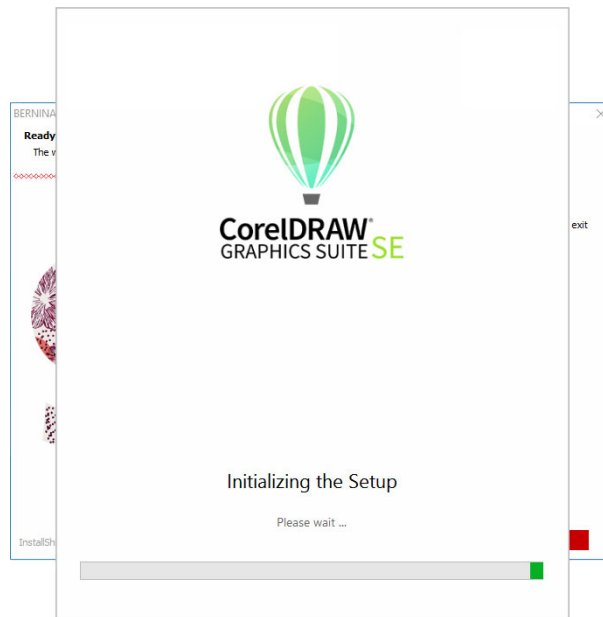 BERNINA
Ready
The w
exit
CorelDRAW®
GRAPHICS SUITE SE
Initializing the Setup
Please wait ...
InstallSh